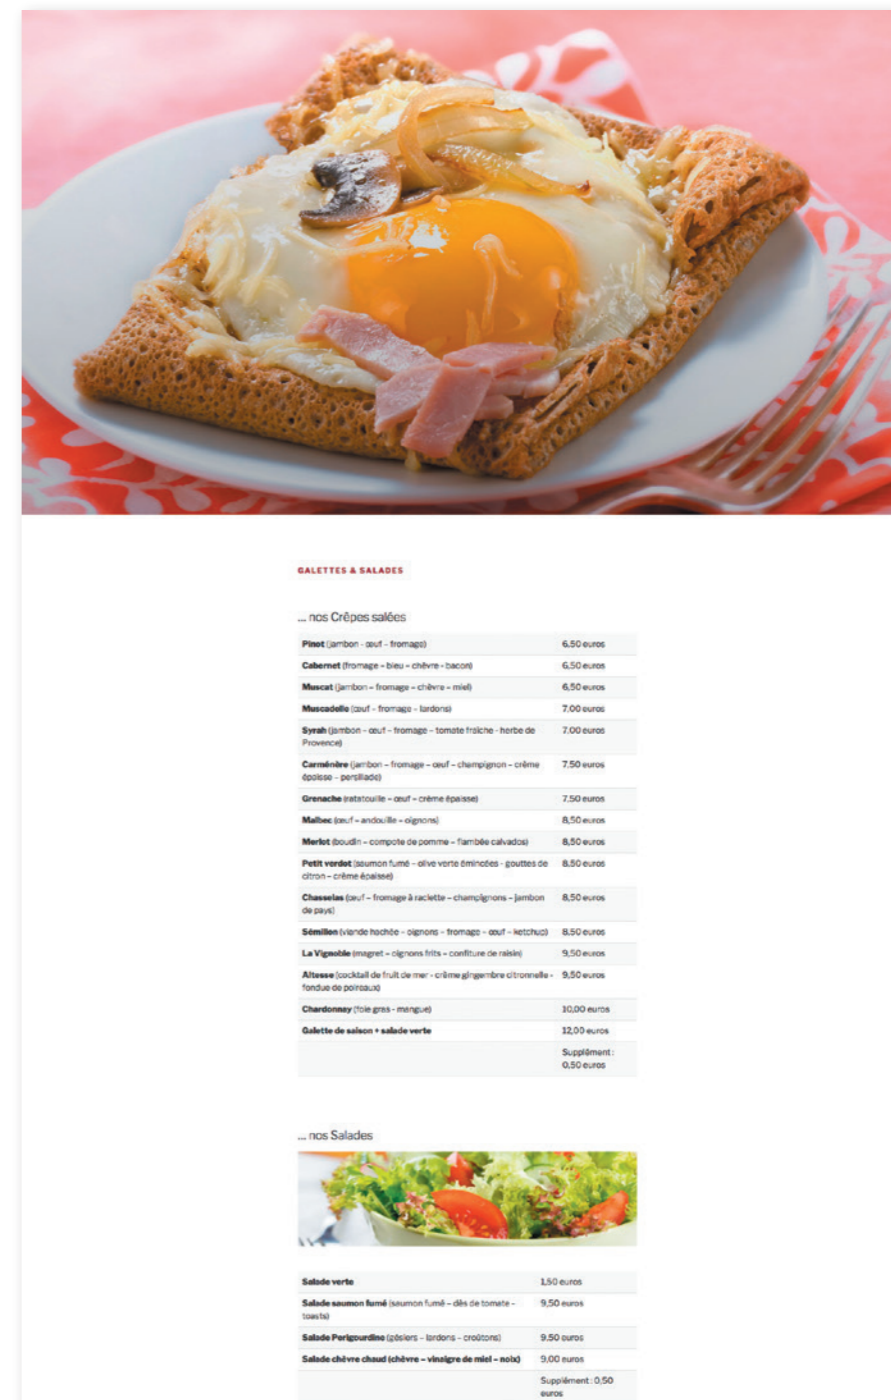 GALETTES & SALADES
... nos Crêpes salées
Pinot (jambon - œuf – fromage) 6,50 euros
Cabernet (fromage – bleu – chèvre - bacon) 6,50 euros
Muscat (jambon – fromage – chèvre – miel) 6,50 euros
Muscadelle (œuf - fromage – lardons) 7,00 euros
Syrah (jambon – œuf – fromage – tomate fraîche - herbe de 7,00 euros
Provence)
Carménère (jambon – fromage – œuf – champignon – crème 7,50 euros
épaisse – persillade)
Grenache (ratatouille – œuf – crème épaisse) 7,50 euros
Malbec (œuf – andouille – oignons) 8,50 euros
Merlot (boudin – compote de pomme – flambée calvados) 8,50 euros
Petit verdot (saumon fumé – olive verte émincées - gouttes de 8,50 euros
citron – crème épaisse)
Chasselas (œuf – fromage à raclette – champignons – jambon 8,50 euros
de pays)
Sémillon (viande hachée – oignons – fromage – œuf – ketchup) 8,50 euros
La Vignoble (magret – oignons frits – confiture de raisin) 9,50 euros
Altesse (cocktail de fruit de mer - crème gingembre citronnelle - 9,50 euros
fondue de poireaux)
Chardonnay (foie gras - mangue) 10,00 euros
Galette de saison + salade verte 12,00 euros
Supplément :
0,50 euros
... nos Salades
Salade verte 1,50 euros
Salade saumon fumé (saumon fumé – dés de tomate – 9,50 euros
toasts)
Salade Perigourdine (gésiers – lardons – croûtons) 9,50 euros
Salade chèvre chaud (chèvre – vinaigre de miel – noix) 9,00 euros
Supplément : 0,50
euros